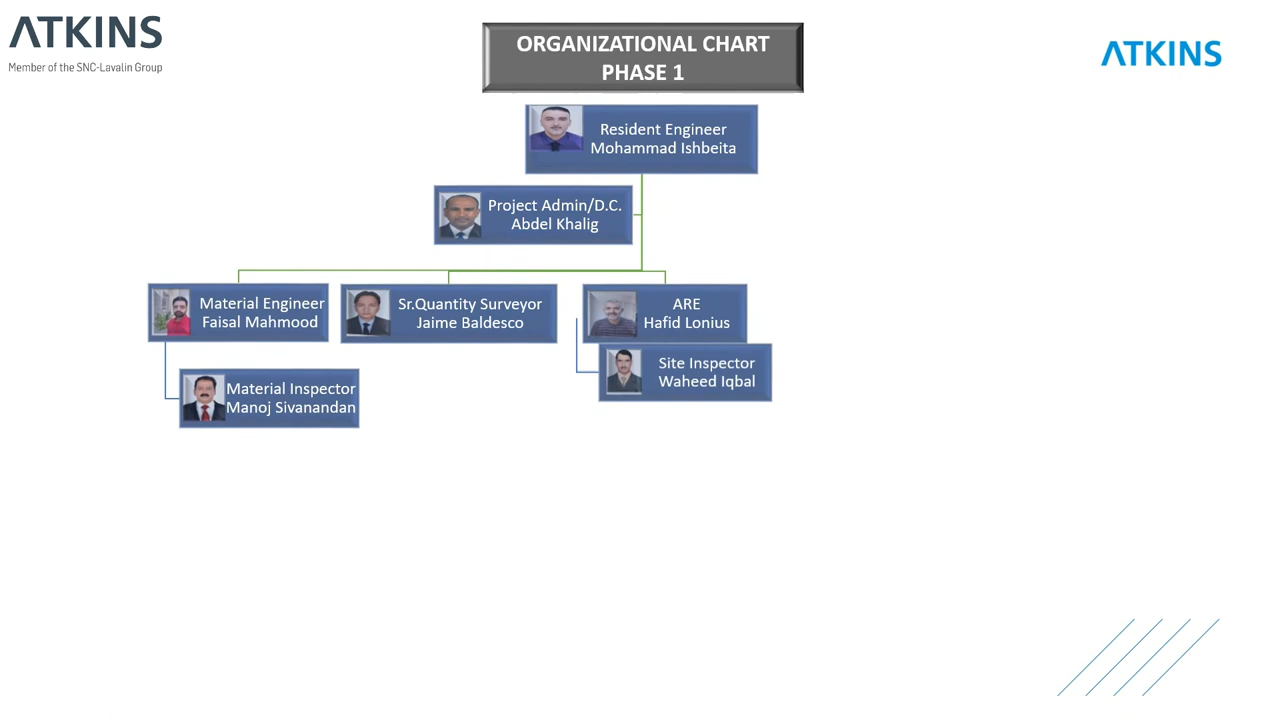 ATKINS
Member of the SNC-Lavalin Group
ORGANIZATIONAL CHART
PHASE 1
ATKINS
Resident Engineer
Mohammad Ishbeita
Project Admin/D.C.
Abdel Khalig
Material Engineer
Faisal Mahmood
Sr.Quantity Surveyor
Jaime Baldesco
ARE
Hafid Lonius
Site Inspector
Waheed Iqbal
Material Inspector
Manoj Sivanandan